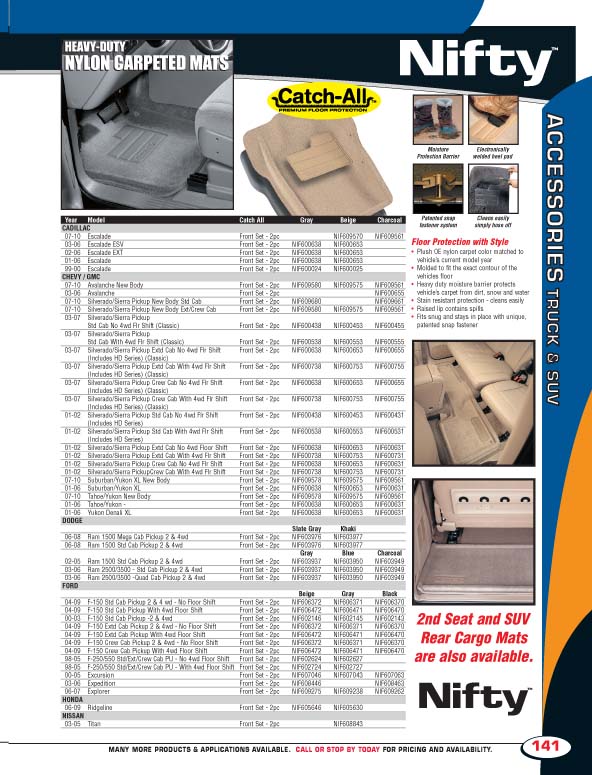 HEAVY-DUTY
NYLON CARPETED MATS
Nifty™
Catch-All
PREMIUM FLOOR PROTECTION
Moisture Protection Barrier
Electronically welded heel pad
Patented snap fastener system
Cleans easily simply hose off
ACCESSORIES TRUCK & SUV
Floor Protection with Style
• Plush OE nylon carpet color matched to
vehicle's current model year
• Molded to fit the exact contour of the
vehicles floor
• Heavy duty moisture barrier protects
vehicle's carpet from dirt, snow and water
• Stain resistant protection - cleans easily
• Raised lip contains spills
• Fits snug and stays in place with unique,
patented snap fastener
Year Model Catch All Gray Beige Charcoal
CADILLAC
07-10 Escalade Front Set - 2pc NIF609570 NIF609561
03-06 Escalade ESV Front Set - 2pc NIF600638 NIF600653
02-06 Escalade EXT Front Set - 2pc NIF600638 NIF600653
01-06 Escalade Front Set - 2pc NIF600638 NIF600653
99-00 Escalade Front Set - 2pc NIF600024 NIF600025
CHEVY / GMC
07-10 Avalanche New Body Front Set - 2pc NIF609580 NIF609575 NIF609561
03-06 Avalanche Front Set - 2pc NIF600655
07-10 Silverado/Sierra Pickup New Body Std Cab Front Set - 2pc NIF609680 NIF609661
07-10 Silverado/Sierra Pickup New Body Ext/Crew Cab Front Set - 2pc NIF609580 NIF609575 NIF609561
03-07 Silverado/Sierra Pickup
Std Cab No 4wd Flr Shift (Classic) Front Set - 2pc NIF600438 NIF600453 NIF600455
03-07 Silverado/Sierra Pickup
Std Cab With 4wd Flr Shift (Classic) Front Set - 2pc NIF600538 NIF600553 NIF600555
03-07 Silverado/Sierra Pickup Extd Cab No 4wd Flr Shift Front Set - 2pc NIF600638 NIF600653 NIF600655
(Includes HD Series) (Classic)
03-07 Silverado/Sierra Pickup Extd Cab With 4wd Flr Shift Front Set - 2pc NIF600738 NIF600753 NIF600755
(Includes HD Series) (Classic)
03-07 Silverado/Sierra Pickup Crew Cab No 4wd Flr Shift Front Set - 2pc NIF600638 NIF600653 NIF600655
(Includes HD Series) (Classic)
03-07 Silverado/Sierra Pickup Crew Cab With 4wd Flr Shift Front Set - 2pc NIF600738 NIF600753 NIF600755
(Includes HD Series) (Classic)
01-02 Silverado/Sierra Pickup Std Cab No 4wd Flr Shift Front Set - 2pc NIF600438 NIF600453 NIF600431
(Includes HD Series)
01-02 Silverado/Sierra Pickup Std Cab With 4wd Flr Shift Front Set - 2pc NIF600538 NIF600553 NIF600531
(Includes HD Series)
01-02 Silverado/Sierra Pickup Extd Cab No 4wd Floor Shift Front Set - 2pc NIF600638 NIF600653 NIF600631
01-02 Silverado/Sierra Pickup Extd Cab With 4wd Flr Shift Front Set - 2pc NIF600738 NIF600753 NIF600731
01-02 Silverado/Sierra Pickup Crew Cab No 4wd Flr Shift Front Set - 2pc NIF600638 NIF600653 NIF600631
01-02 Silverado/Sierra PickupCrew Cab With 4wd Flr Shift Front Set - 2pc NIF600738 NIF600753 NIF600731
07-10 Suburban/Yukon XL New Body Front Set - 2pc NIF609578 NIF609575 NIF609561
01-06 Suburban/Yukon XL Front Set - 2pc NIF600638 NIF600653 NIF600631
07-10 Tahoe/Yukon New Body Front Set - 2pc NIF609578 NIF609575 NIF609561
01-06 Tahoe/Yukon - Front Set - 2pc NIF600638 NIF600653 NIF600631
01-06 Yukon Denali XL Front Set - 2pc NIF600638 NIF600653 NIF600631
DODGE
Slate Gray Khaki
06-08 Ram 1500 Mega Cab Pickup 2 & 4wd Front Set - 2pc NIF603976 NIF603977
06-08 Ram 1500 Std Cab Pickup 2 & 4wd Front Set - 2pc NIF603976 NIF603977
Gray Blue Charcoal
02-05 Ram 1500 Std Cab Pickup 2 & 4wd Front Set - 2pc NIF603937 NIF603950 NIF603949
03-06 Ram 2500/3500 - Std Cab Pickup 2 & 4wd Front Set - 2pc NIF603937 NIF603950 NIF603949
03-06 Ram 2500/3500 -Quad Cab Pickup 2 & 4wd Front Set - 2pc NIF603937 NIF603950 NIF603949
FORD
Beige Gray Black
04-09 F-150 Std Cab Pickup 2 & 4 wd - No Floor Shift Front Set - 2pc NIF606372 NIF606371 NIF606370
04-09 F-150 Std Cab Pickup With 4wd Floor Shift Front Set - 2pc NIF606472 NIF606471 NIF606470
00-03 F-150 Std Cab Pickup -2 & 4wd Front Set - 2pc NIF602146 NIF602145 NIF602143
04-09 F-150 Extd Cab Pickup 2 & 4wd - No Floor Shift Front Set - 2pc NIF606372 NIF606371 NIF606370
04-09 F-150 Extd Cab Pickup With 4wd Floor Shift Front Set - 2pc NIF606472 NIF606471 NIF606470
04-09 F-150 Crew Cab Pickup 2 & 4wd - No Floor Shift Front Set - 2pc NIF606372 NIF606371 NIF606370
04-09 F-150 Crew Cab Pickup With 4wd Floor Shift Front Set - 2pc NIF606472 NIF606471 NIF606470
98-05 F-250/550 Std/Ext/Crew Cab PU - No 4wd Floor Shift Front Set - 2pc NIF602624 NIF602627
98-05 F-250/550 Std/Ext/Crew Cab PU - With 4wd Floor Shift Front Set - 2pc NIF602724 NIF602727
00-05 Excursion Front Set - 2pc NIF607046 NIF607043 NIF607063
03-06 Expedition Front Set - 2pc NIF608446 NIF608463
06-07 Explorer Front Set - 2pc NIF609275 NIF609238 NIF609262
HONDA
06-09 Ridgeline Front Set - 2pc NIF605646 NIF605630
NISSAN
03-05 Titan Front Set - 2pc NIF608843
2nd Seat and SUV
Rear Cargo Mats
are also available.
Nifty™
MANY MORE PRODUCTS & APPLICATIONS AVAILABLE. CALL OR STOP BY TODAY FOR PRICING AND AVAILABILITY.
141